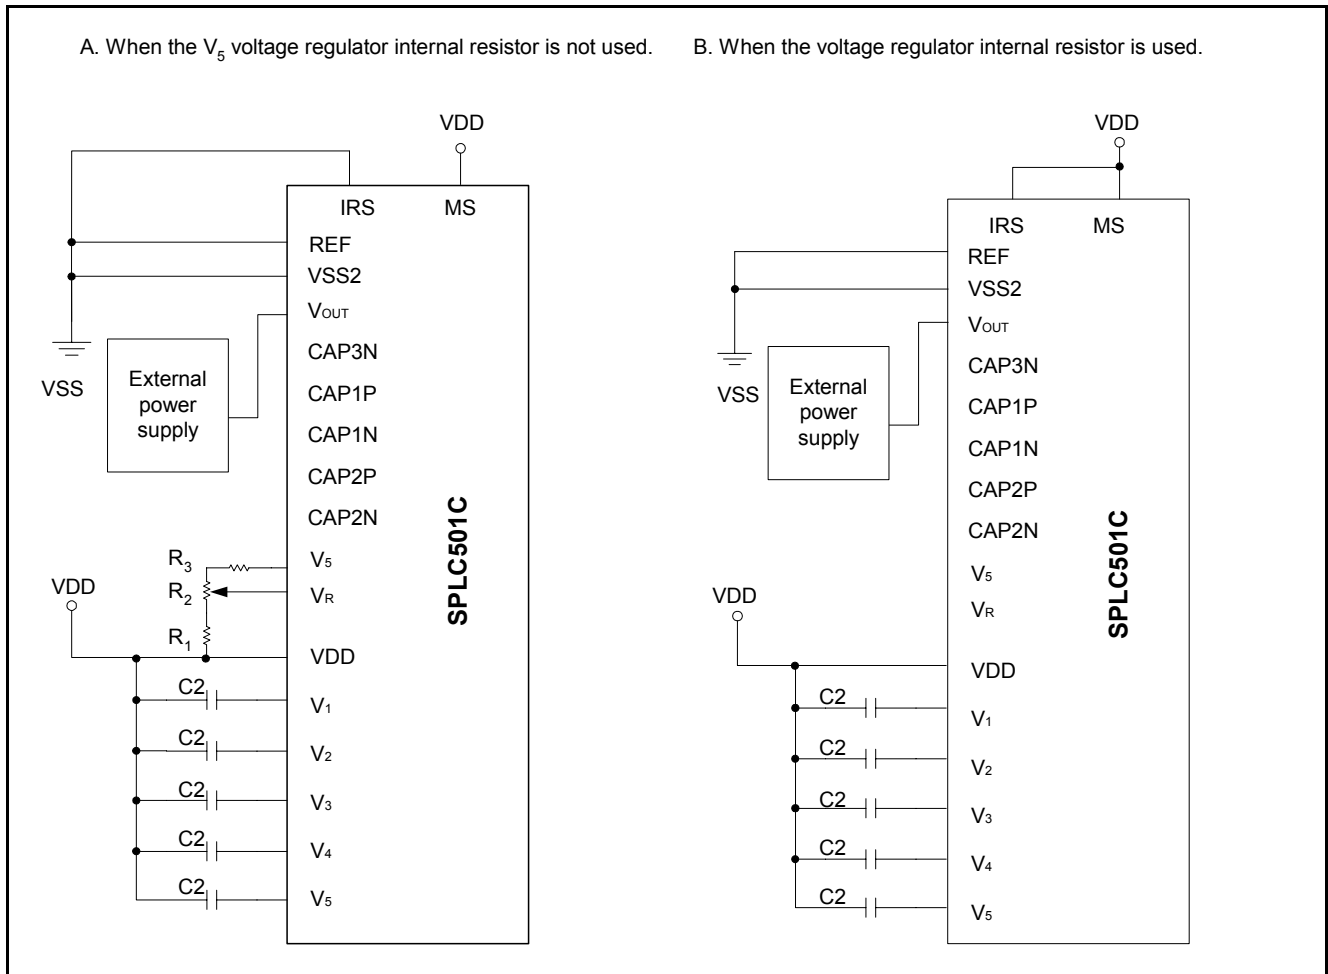 A. When the V5 voltage regulator internal resistor is not used.
VDD
IRS
MS
REF
VSS2
VOUT
CAP3N
CAP1P
CAP1N
CAP2P
CAP2N
V5
VR
VDD
V1
V2
V3
V4
V5
SPLC501C
VSS
External
power
supply
R3
R2
R1
VDD
C2
C2
C2
C2
C2
B. When the voltage regulator internal resistor is used.
VDD
IRS
MS
REF
VSS2
VOUT
CAP3N
CAP1P
CAP1N
CAP2P
CAP2N
V5
VR
VDD
V1
V2
V3
V4
V5
SPLC501C
VSS
External
power
supply
VDD
C2
C2
C2
C2
C2